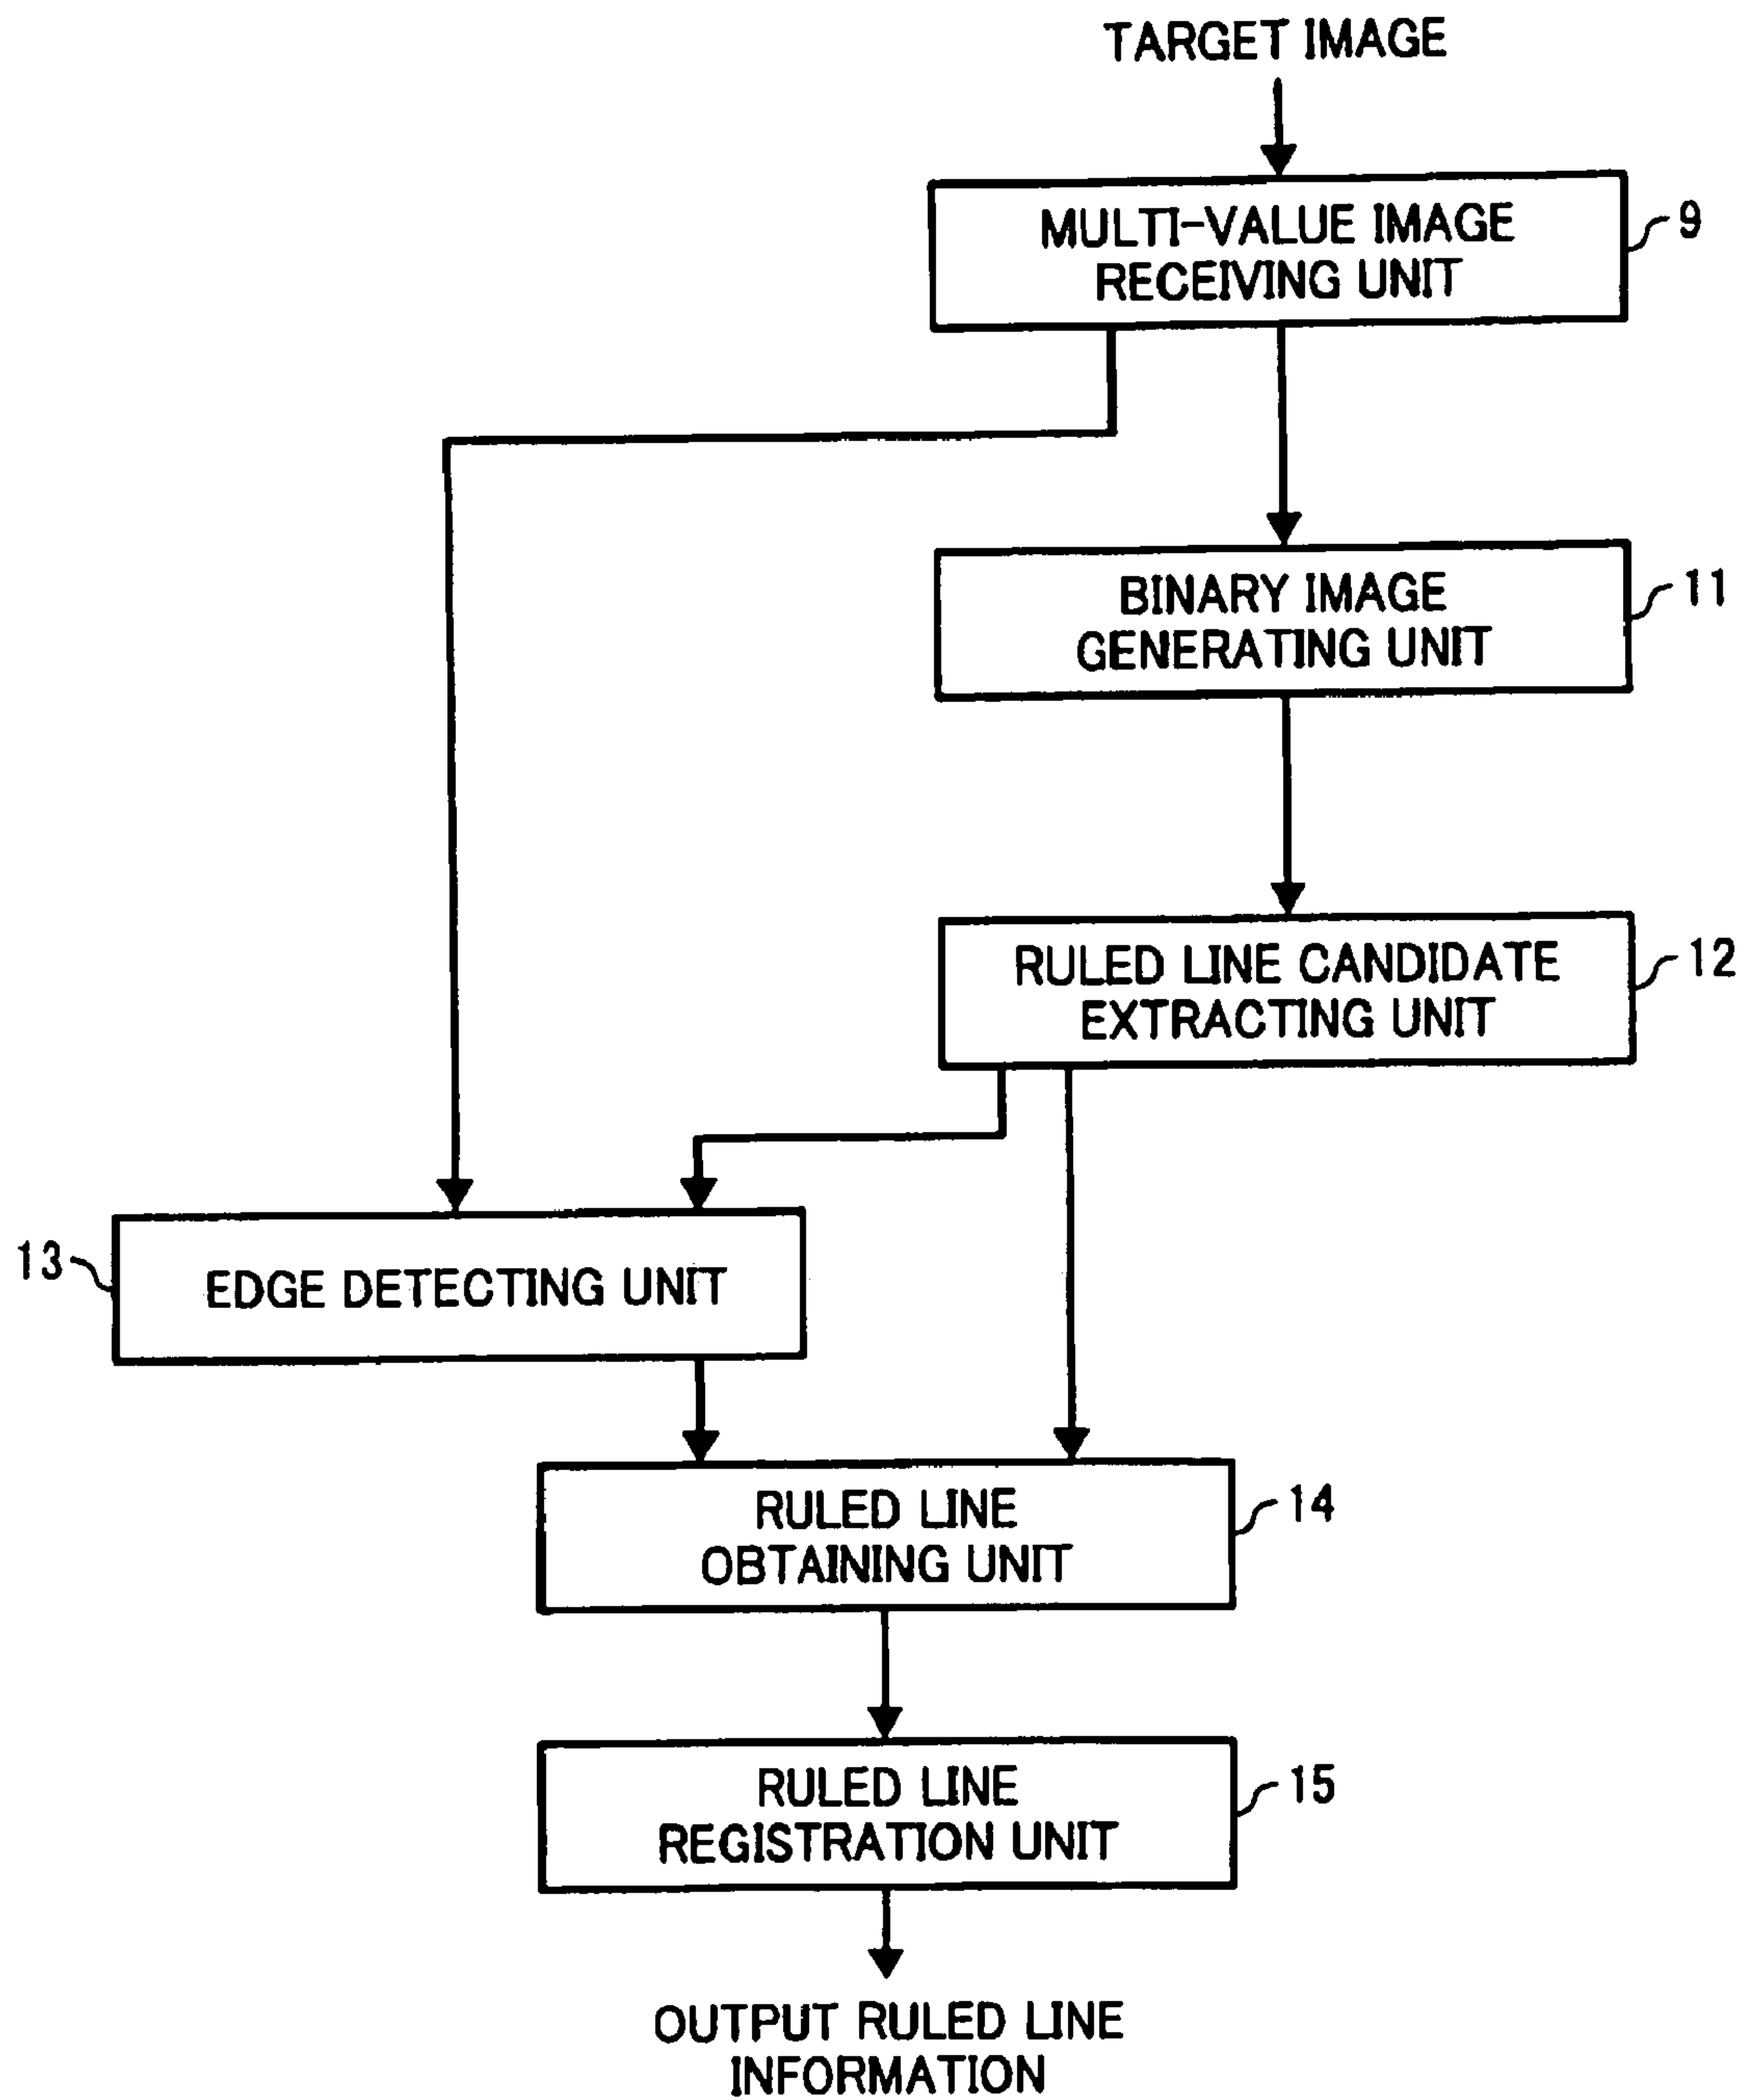 TARGET IMAGE
MULTI-VALUE IMAGE
RECEIVING UNIT
9
BINARY IMAGE
GENERATING UNIT
11
RULED LINE CANDIDATE
EXTRACTING UNIT
12
13
EDGE DETECTING UNIT
RULED LINE
OBTAINING UNIT
14
RULED LINE
REGISTRATION UNIT
15
OUTPUT RULED LINE
INFORMATION